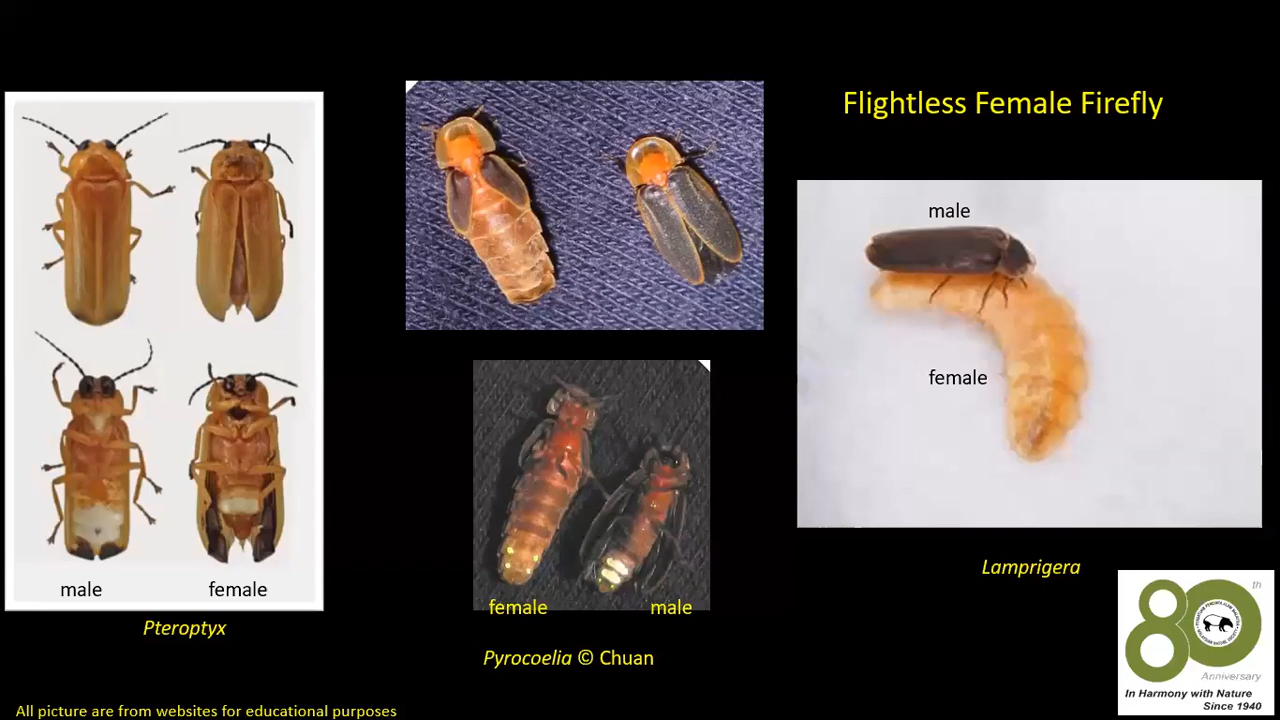 Flightless Female Firefly
male
female
male
female
Pteroptyx
female
male
Pyrocoelia © Chuan
Lamprigera
80th
Anniversary
In Harmony with Nature
Since 1940
All picture are from websites for educational purposes